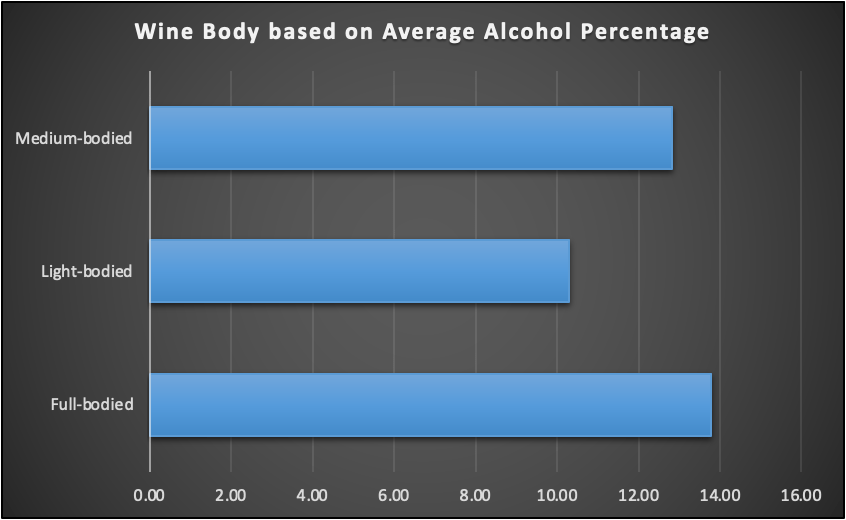 Wine Body based on Average Alcohol Percentage
Medium-bodied
Light-bodied
Full-bodied
0.00 2.00 4.00 6.00 8.00 10.00 12.00 14.00 16.00